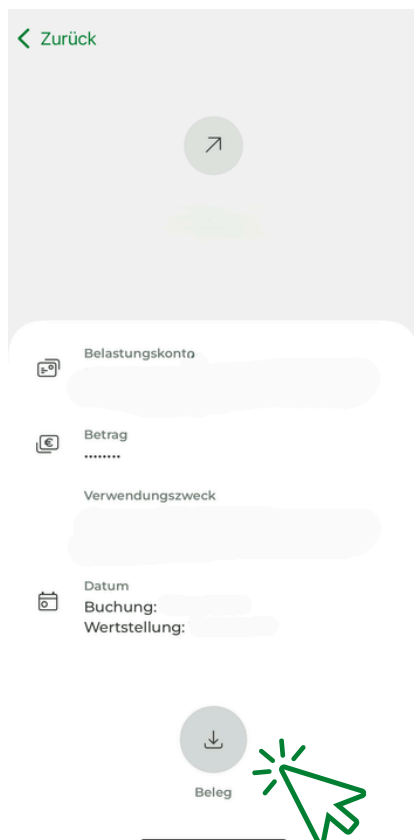 Zurück
Belastungskonto
Betrag
........
Verwendungszweck
Datum
Buchung:
Wertstellung:
Beleg